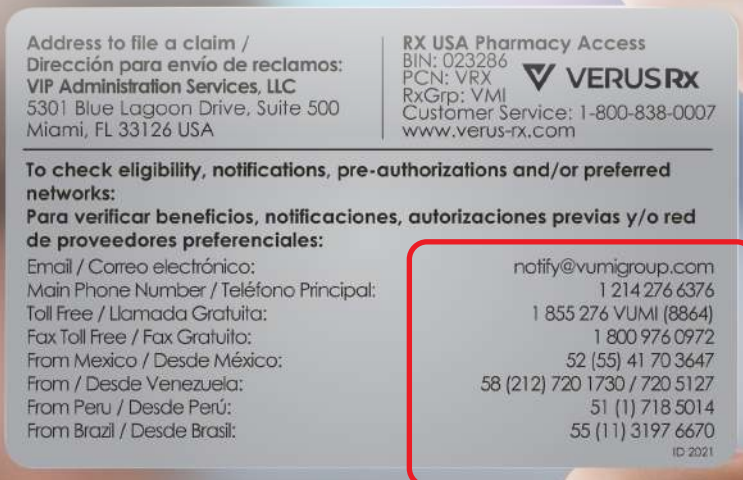 Address to file a claim /
Dirección para envío de reclamos:
VIP Administration Services, LLC
5301 Blue Lagoon Drive, Suite 500
Miami, FL 33126 USA
RX USA Pharmacy Access
BIN: 023286
PCN: VRX
RxGrp: VMI
VERUSRx
Customer Service: 1-800-838-0007
www.verus-rx.com
To check eligibility, notifications, pre-authorizations and/or preferred
networks:
Para verificar beneficios, notificaciones, autorizaciones previas y/o red
de proveedores preferenciales:
Email / Correo electrónico: notify@vumigroup.com
Main Phone Number / Teléfono Principal: 1 214 276 6376
Toll Free / Llamada Gratuita: 1 855 276 VUMI (8864)
Fax Toll Free / Fax Gratuito: 1 800 976 0972
From Mexico / Desde México: 52 (55) 41 70 3647
From / Desde Venezuela: 58 (212) 720 1730 / 720 5127
From Peru / Desde Perú: 51 (1) 718 5014
From Brazil / Desde Brasil: 55 (11) 3197 6670
ID 2021